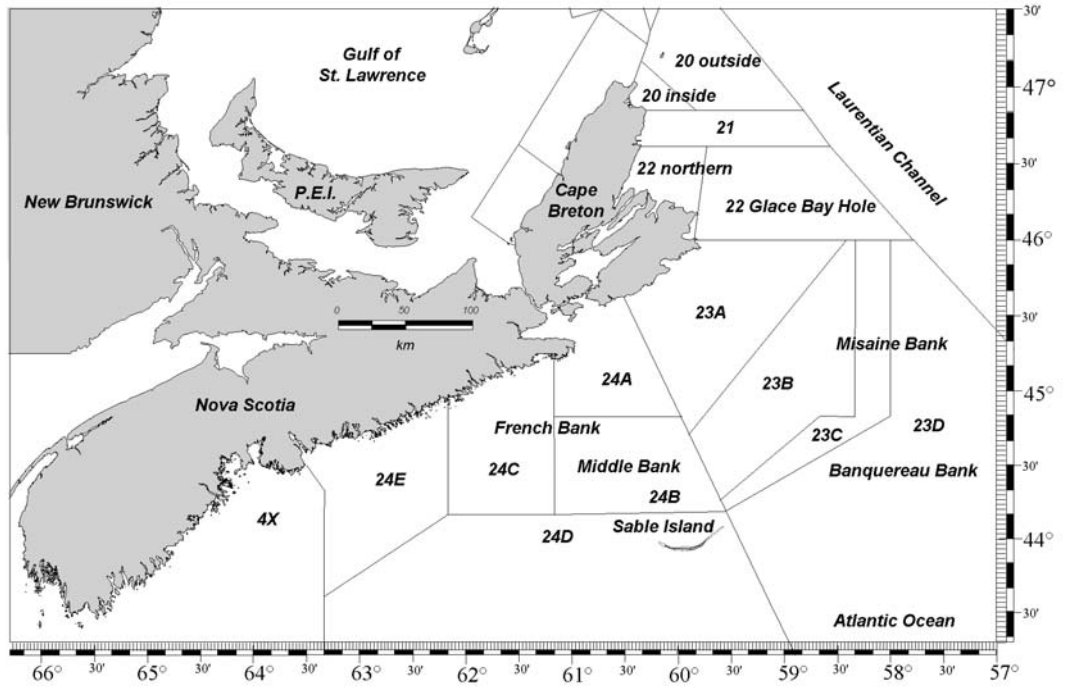 30'
Gulf of
St. Lawrence
20 outside
47°
20 inside
Laurentian Channel
21
30'
22 northern
New Brunswick
P.E.I.
Cape
Breton
22 Glace Bay Hole
46°
0 50 100
km
23A
30'
Misaine Bank
24A
23B
45°
Nova Scotia
French Bank
23C
23D
24E
24C
Middle Bank
Banquereau Bank
30'
24B
4X
Sable Island
24D
44°
Atlantic Ocean
30'
66° 30' 65° 30' 64° 30' 63° 30' 62° 30' 61° 30' 60° 30' 59° 30' 58° 30' 57°